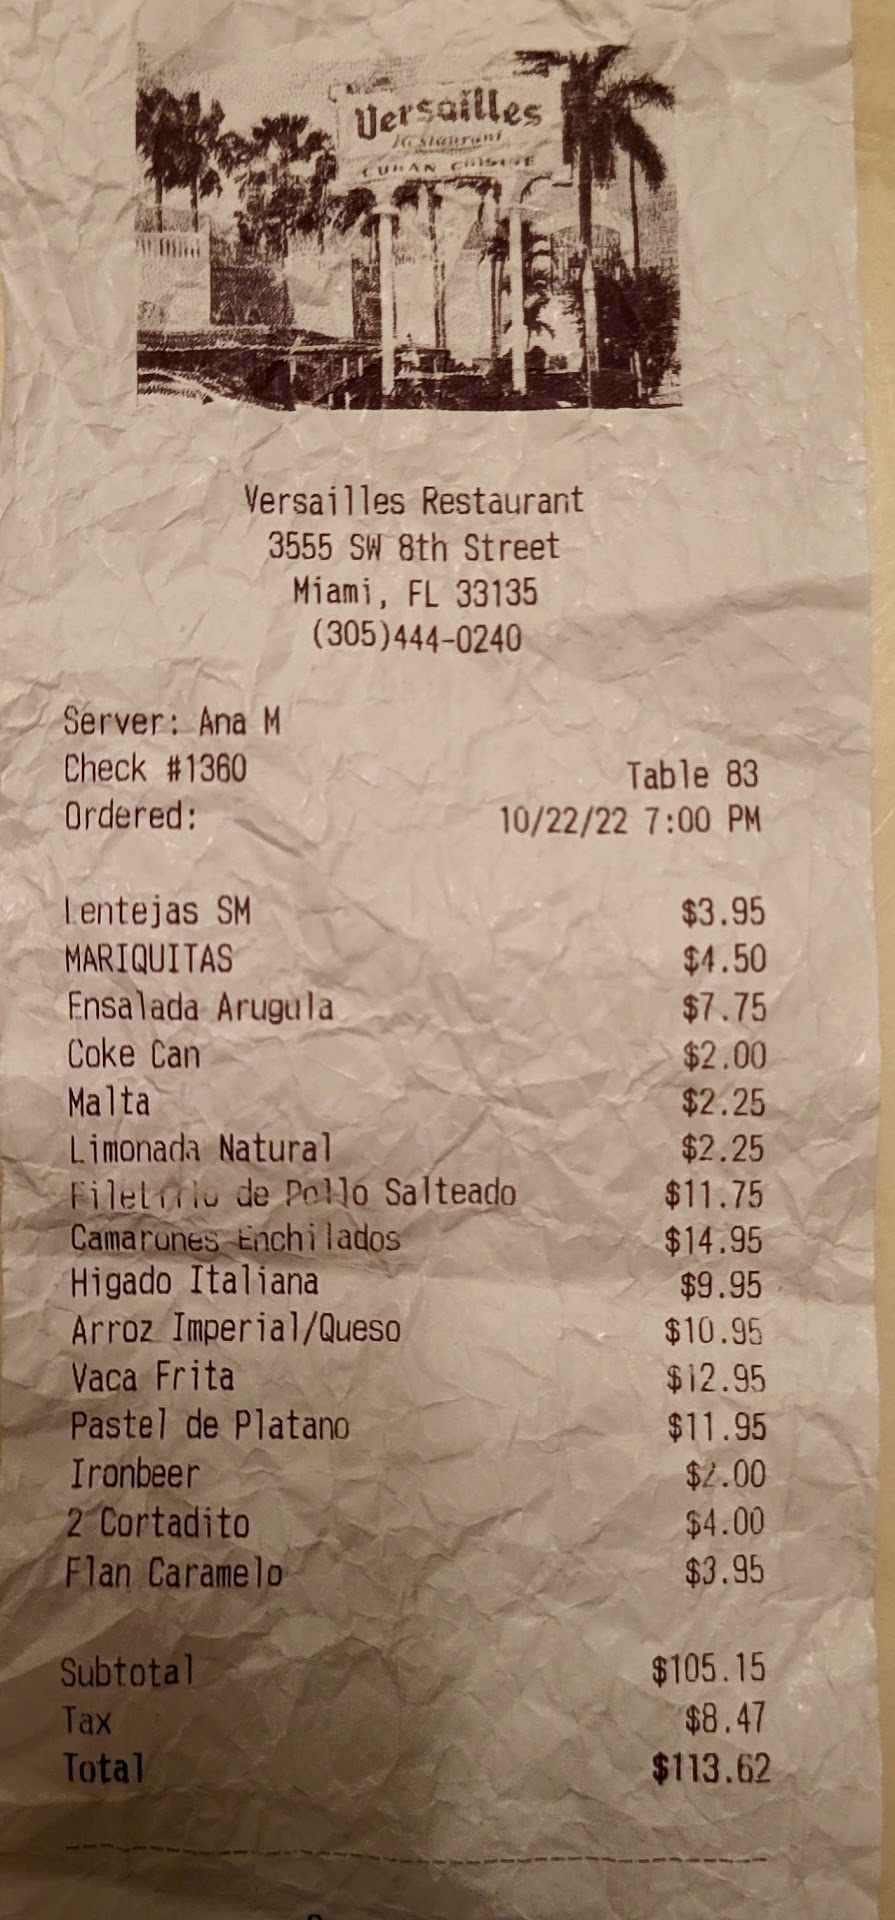 Versailles
Restaurant
CUBAN CUISINE
Versailles Restaurant
3555 SW 8th Street
Miami, FL 33135
(305)444-0240
Server: Ana M
Check #1360 Table 83
Ordered: 10/22/22 7:00 PM
Lentejas SM $3.95
MARIQUITAS $4.50
Ensalada Arugula $7.75
Coke Can $2.00
Malta $2.25
Limonada Natural $2.25
de Pollo Salteado $11.75
Camarones Enchilados $14.95
Higado Italiana $9.95
Arroz Imperial/Queso $10.95
Vaca Frita $12.95
Pastel de Platano $11.95
Ironbeer $2.00
2 Cortadito $4.00
Flan Caramelo $3.95
Subtotal $105.15
Tax $8.47
Total $113.62